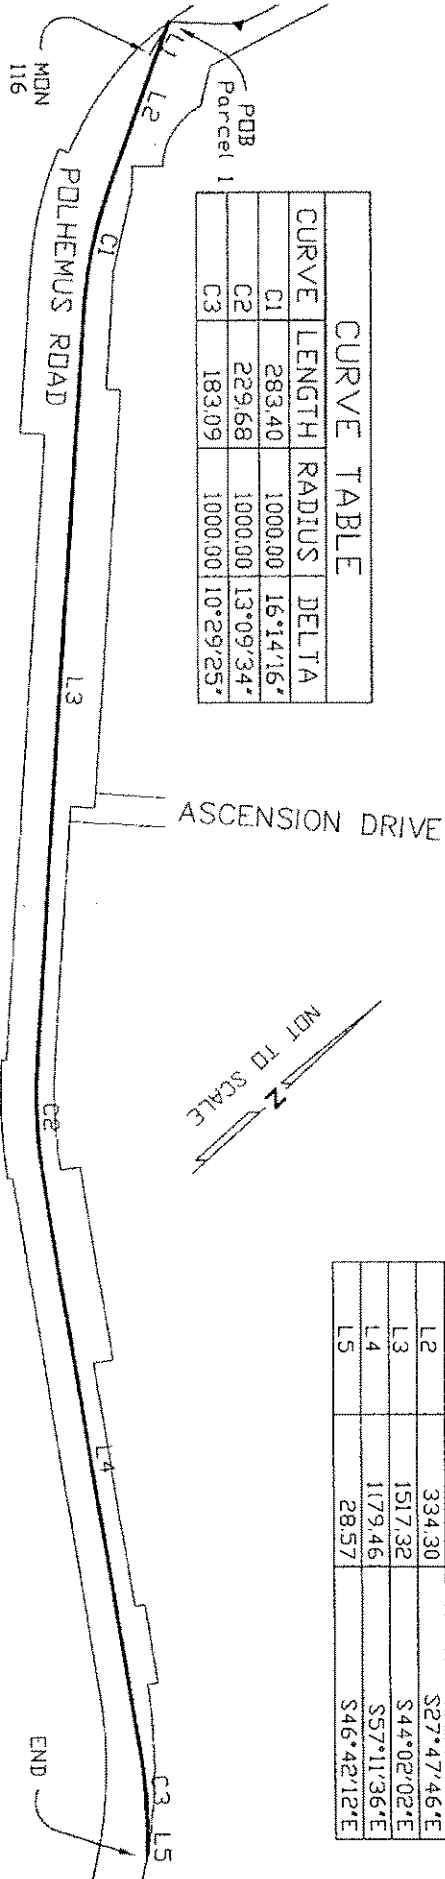 MON
116
L1
POB
Parcel 1
L2
C1
POLHEMUS ROAD
CURVE TABLE
CURVE LENGTH RADIUS DELTA
C1 283.40 1000.00 16°14'16"
C2 229.68 1000.00 13°09'34"
C3 183.09 1000.00 10°29'25"
L3
ASCENSION DRIVE
NOT TO SCALE
N
C2
L2 334.30 S27°47'46"E
L3 1517.32 S44°02'02"E
L4 1179.46 S57°11'36"E
L5 28.57 S46°42'12"E
L4
C3
L5
END